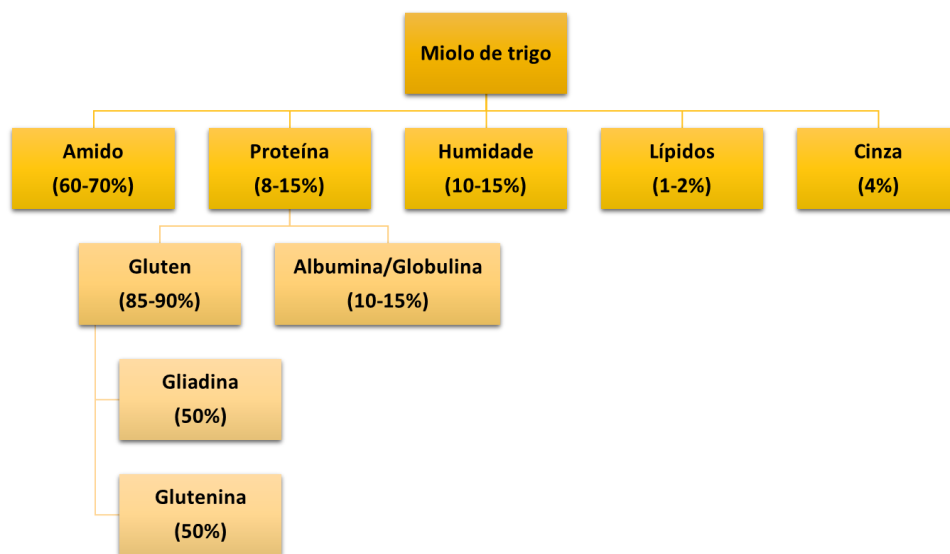 Miolo de trigo
Amido
(60-70%)
Proteína
(8-15%)
Humidade
(10-15%)
Lípidos
(1-2%)
Cinza
(4%)
Gluten
(85-90%)
Albumina/Globulina
(10-15%)
Gliadina
(50%)
Glutenina
(50%)